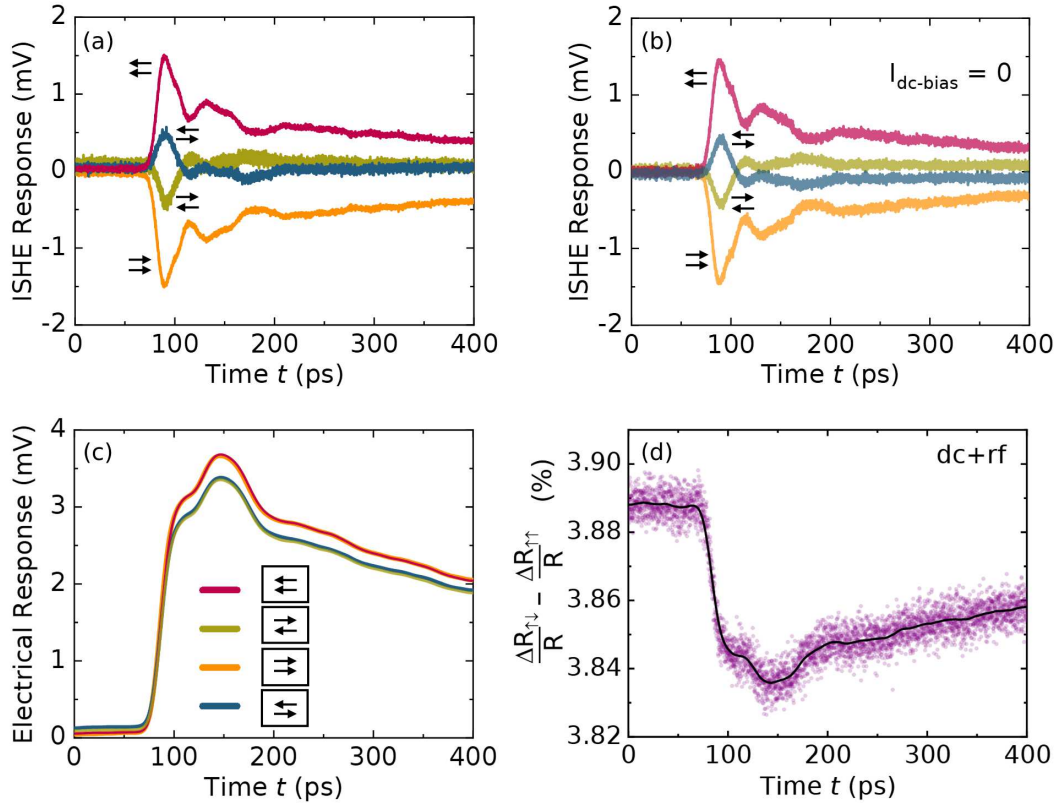 (a)
ISHE Response (mV)
2
1
0
-1
-2
0 100 200 300 400
Time t (ps)
(b)
I_dc-bias = 0
ISHE Response (mV)
2
1
0
-1
-2
0 100 200 300 400
Time t (ps)
(c)
Electrical Response (mV)
4
3
2
1
0
0 100 200 300 400
Time t (ps)
(d)
dc+rf
ΔR↑↓/R − ΔR↑↑/R (%)
3.90
3.88
3.86
3.84
3.82
0 100 200 300 400
Time t (ps)